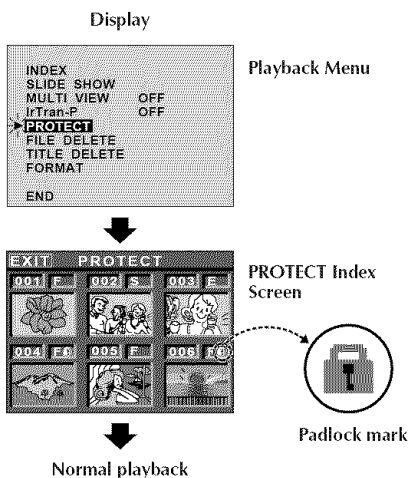 Display
Playback Menu
INDEX
SLIDE SHOW
MULTI VIEW OFF
IrTran-P OFF
PROTECT
FILE DELETE
TITLE DELETE
FORMAT
END
EXIT PROTECT
PROTECT Index
Screen
001 F 002 S 003 E
004 F 005 F 006 F
Padlock mark
Normal playback